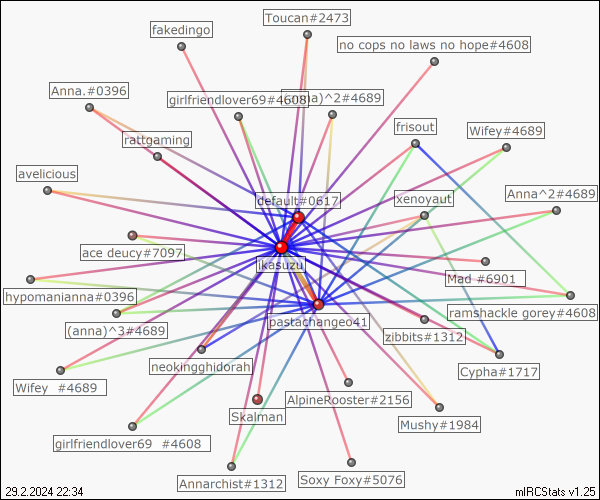 Toucan#2473
fakedingo
no cops no laws no hope#4608
Anna.#0396
girlfriendlover69#4608
)^2#4689
frisout
Wifey#4689
rattgaming
avelicious
Anna^2#4689
default#0617
xenoyaut
ace deucy#7097
ikasuzu
Mad #6901
hypomanianna#0396
ramshackle gorey#4608
pastachangeo41
(anna)^3#4689
zibbits#1312
neokingghidorah
Cypha#1717
Wifey #4689
AlpineRooster#2156
Skalman
Mushy#1984
girlfriendlover69 #4608
Annarchist#1312
Soxy Foxy#5076
29.2.2024 22:34
mIRCStats v1.25